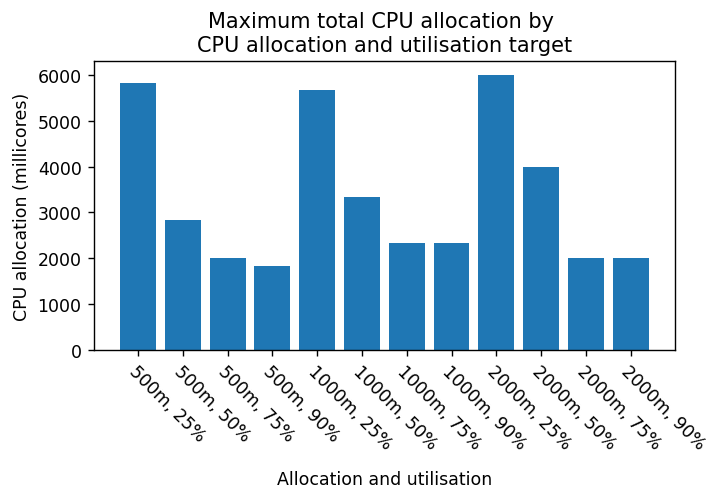 Maximum total CPU allocation by
CPU allocation and utilisation target
CPU allocation (millicores)
6000
5000
4000
3000
2000
1000
0
500m, 25%
500m, 50%
500m, 75%
500m, 90%
1000m, 25%
1000m, 50%
1000m, 75%
1000m, 90%
2000m, 25%
2000m, 50%
2000m, 75%
2000m, 90%
Allocation and utilisation